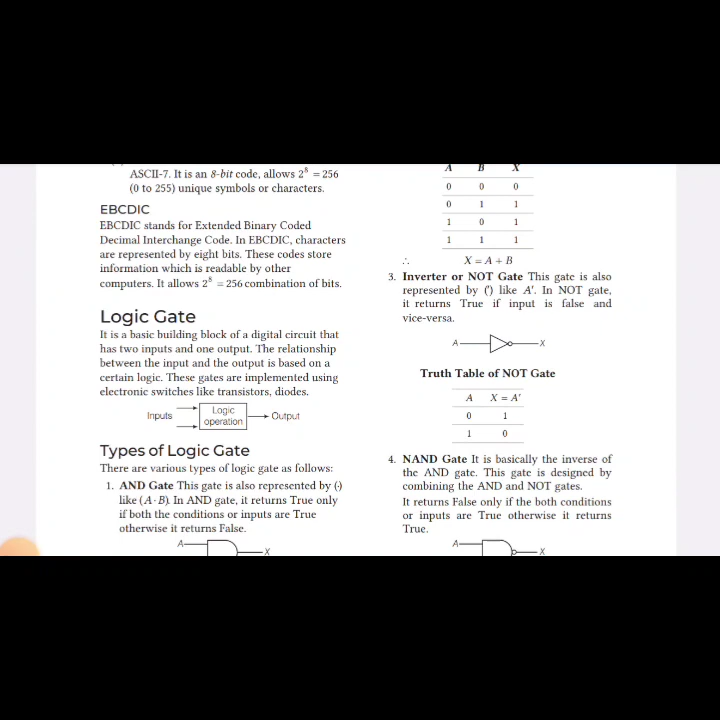 ASCII-7. It is an 8-bit code, allows 2⁸ = 256
(0 to 255) unique symbols or characters.
EBCDIC
EBCDIC stands for Extended Binary Coded
Decimal Interchange Code. In EBCDIC, characters
are represented by eight bits. These codes store
information which is readable by other
computers. It allows 2⁸ = 256 combination of bits.
Logic Gate
It is a basic building block of a digital circuit that
has two inputs and one output. The relationship
between the input and the output is based on a
certain logic. These gates are implemented using
electronic switches like transistors, diodes.
Inputs Logic operation Output
Types of Logic Gate
There are various types of logic gate as follows:
1. AND Gate This gate is also represented by (·)
like (A · B). In AND gate, it returns True only
if both the conditions or inputs are True
otherwise it returns False.
A X
A B X
0 0 0
0 1 1
1 0 1
1 1 1
∴ X = A + B
3. Inverter or NOT Gate This gate is also
represented by (') like A'. In NOT gate,
it returns True if input is false and
vice-versa.
A X
Truth Table of NOT Gate
A X = A'
0 1
1 0
4. NAND Gate It is basically the inverse of
the AND gate. This gate is designed by
combining the AND and NOT gates.
It returns False only if the both conditions
or inputs are True otherwise it returns
True.
A X